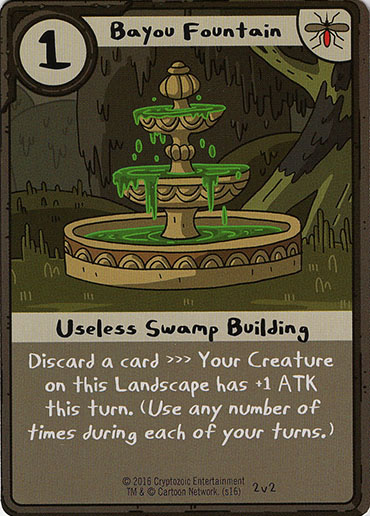 1
Bayou Fountain
Useless Swamp Building
Discard a card >>> Your Creature
on this Landscape has +1 ATK
this turn. (Use any number of
times during each of your turns.)
© 2016 Cryptozoic Entertainment
TM & © Cartoon Network. (s16)
2v2